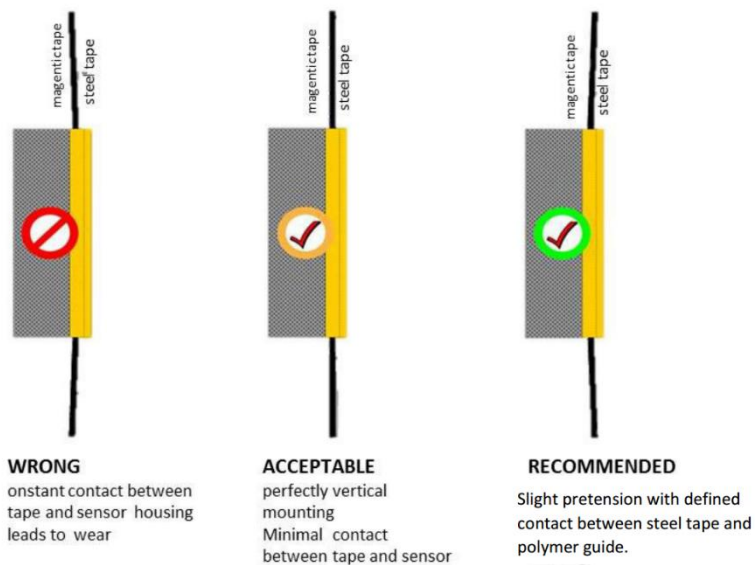 magentictape
steel tape
magentictape
steel tape
magentictape
steel tape
WRONG
onstant contact between
tape and sensor housing
leads to wear
ACCEPTABLE
perfectly vertical
mounting
Minimal contact
between tape and sensor
RECOMMENDED
Slight pretension with defined
contact between steel tape and
polymer guide.